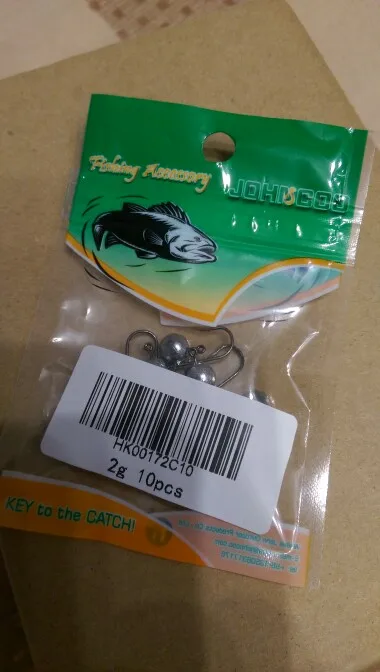 Fishing Accessory
JOHNCOO
HK00172C10
2g 10pcs
KEY to the CATCH!